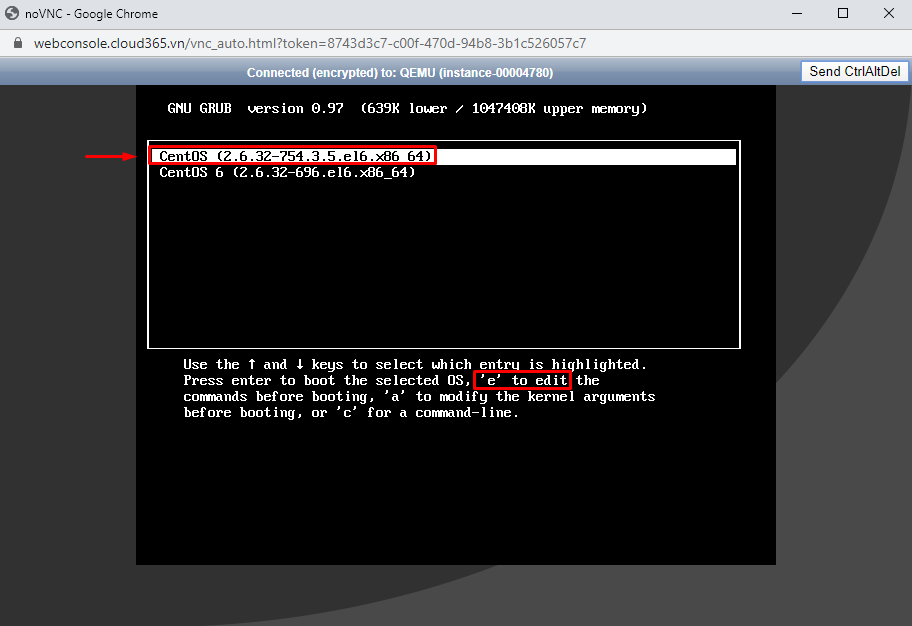 noVNC - Google Chrome
webconsole.cloud365.vn/vnc_auto.html?token=8743d3c7-c00f-470d-94b8-3b1c526057c7
Connected (encrypted) to: QEMU (instance-00004780)
Send CtrlAltDel
GNU GRUB  version 0.97  (639K lower / 1047408K upper memory)
CentOS (2.6.32-754.3.5.el6.x86_64)
CentOS 6 (2.6.32-696.el6.x86_64)
Use the ↑ and ↓ keys to select which entry is highlighted.
Press enter to boot the selected OS, 'e' to edit the
commands before booting, 'a' to modify the kernel arguments
before booting, or 'c' for a command-line.